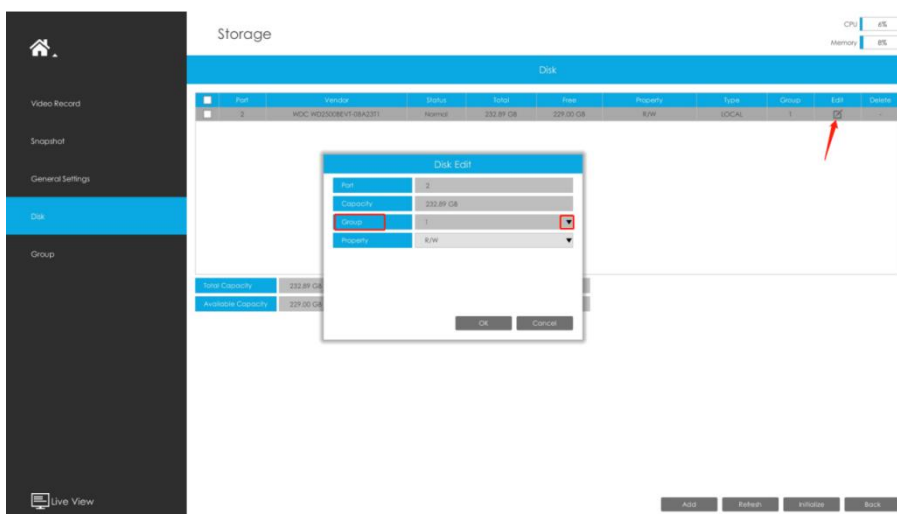 Storage
CPU 6%
Memory 8%
Disk
Video Record
Snapshot
General Settings
Disk
Group
Live View
Port Vendor Status Total Free Property Type Group Edit Delete
2 Normal 232.89 GB 229.00 GB R/W LOCAL 1 -
Disk Edit
Port 2
Capacity 232.89 GB
Group 1
Property R/W
OK Cancel
Total Capacity 232.89 GB
Available Capacity 229.00 GB
Add Refresh Initialize Back